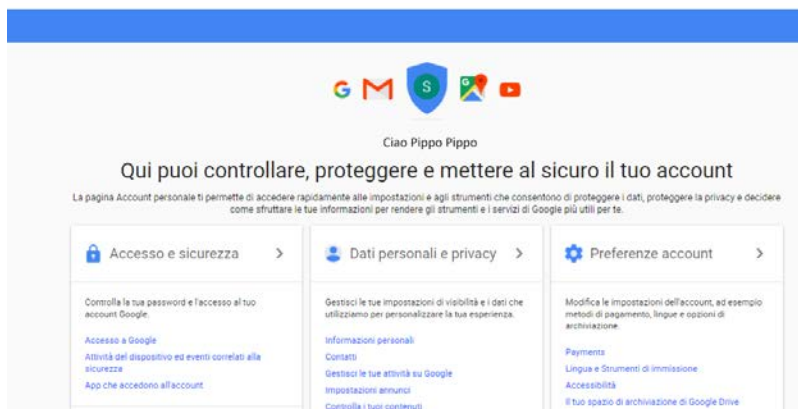 S
Ciao Pippo Pippo
Qui puoi controllare, proteggere e mettere al sicuro il tuo account
La pagina Account personale ti permette di accedere rapidamente alle impostazioni e agli strumenti che consentono di proteggere i dati, proteggere la privacy e decidere
come sfruttare le tue informazioni per rendere gli strumenti e i servizi di Google più utili per te.
Accesso e sicurezza
Controlla la tua password e l'accesso al tuo
account Google.
Accesso a Google
Attività del dispositivo ed eventi correlati alla
sicurezza
App che accedono all'account
Dati personali e privacy
Gestisci le tue impostazioni di visibilità e i dati che
utilizziamo per personalizzare la tua esperienza.
Informazioni personali
Contatti
Gestisci le tue attività su Google
Impostazioni annunci
Controlla i tuoi contenuti
Preferenze account
Modifica le impostazioni dell'account, ad esempio
metodi di pagamento, lingue e opzioni di
archiviazione.
Payments
Lingua e Strumenti di immissione
Accessibilità
Il tuo spazio di archiviazione di Google Drive